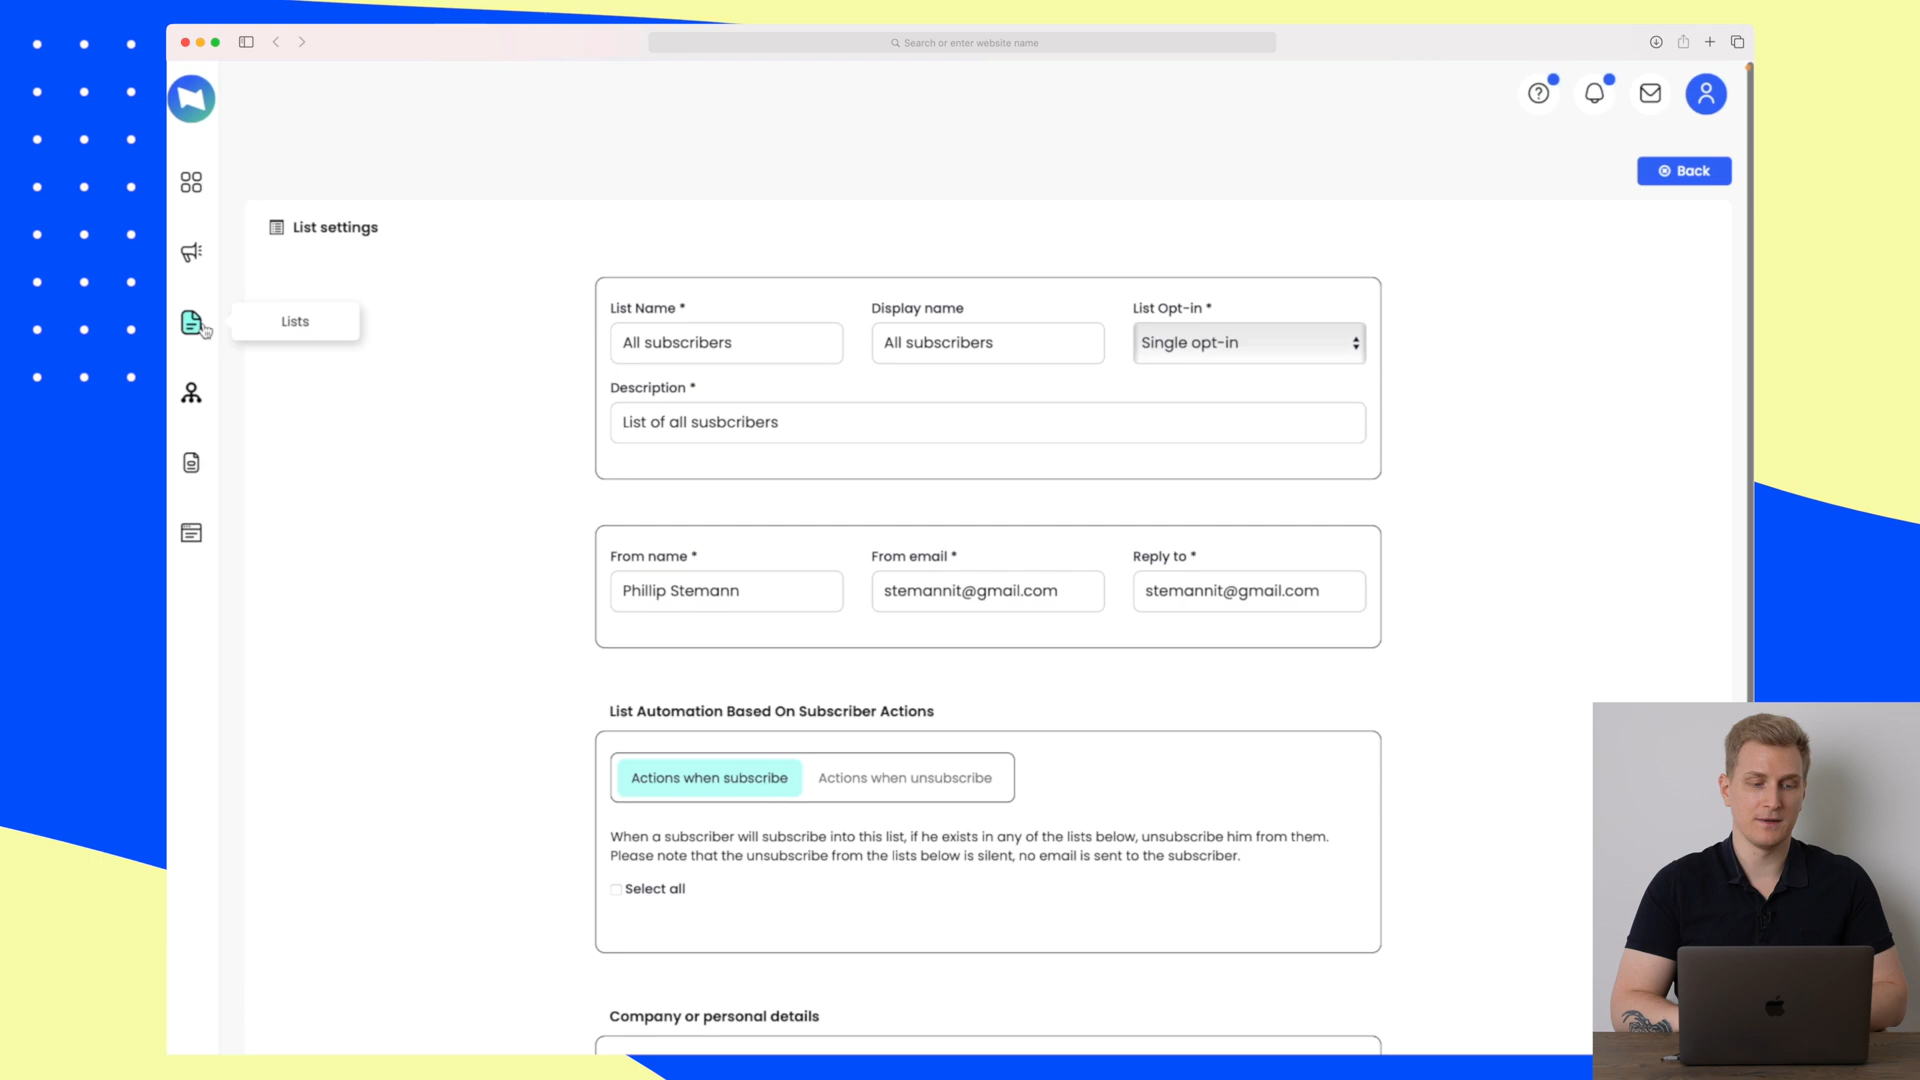 Search or enter website name
Back
List settings
Lists
List Name *
Display name
List Opt-in *
All subscribers
All subscribers
Single opt-in
Description *
List of all susbcribers
From name *
From email *
Reply to *
Phillip Stemann
stemannit@gmail.com
stemannit@gmail.com
List Automation Based On Subscriber Actions
Actions when subscribe
Actions when unsubscribe
When a subscriber will subscribe into this list, if he exists in any of the lists below, unsubscribe him from them.
Please note that the unsubscribe from the lists below is silent, no email is sent to the subscriber.
Select all
Company or personal details